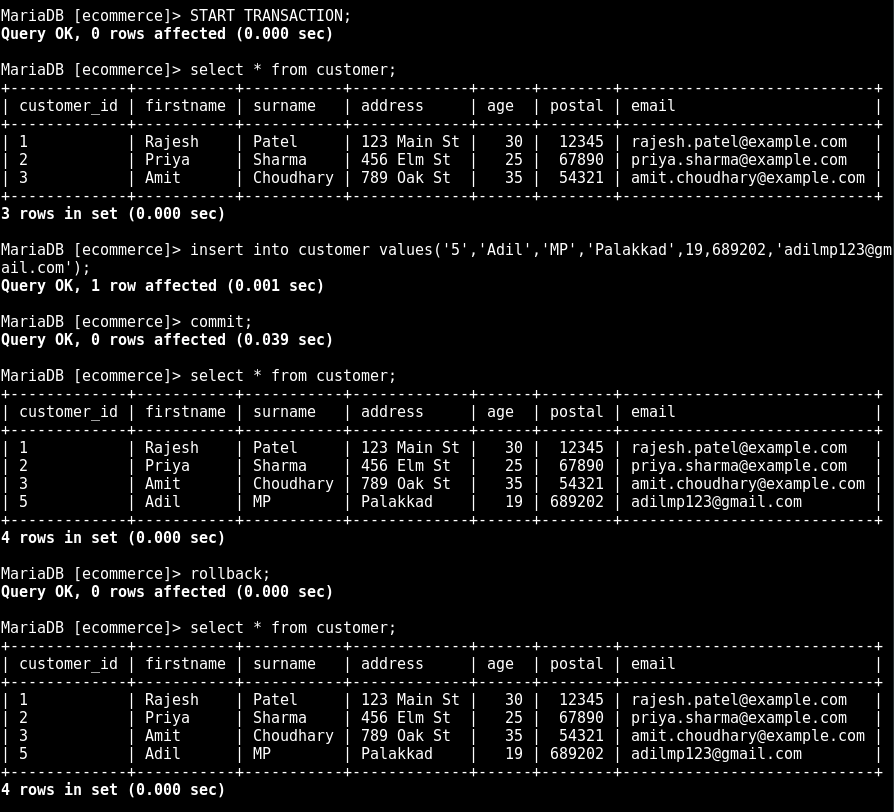 MariaDB [ecommerce]> START TRANSACTION;
Query OK, 0 rows affected (0.000 sec)

MariaDB [ecommerce]> select * from customer;
+-------------+-----------+-----------+-------------+------+--------+----------------------------+
| customer_id | firstname | surname   | address     | age  | postal | email                      |
+-------------+-----------+-----------+-------------+------+--------+----------------------------+
| 1           | Rajesh    | Patel     | 123 Main St |   30 |  12345 | rajesh.patel@example.com   |
| 2           | Priya     | Sharma    | 456 Elm St  |   25 |  67890 | priya.sharma@example.com   |
| 3           | Amit      | Choudhary | 789 Oak St  |   35 |  54321 | amit.choudhary@example.com |
+-------------+-----------+-----------+-------------+------+--------+----------------------------+
3 rows in set (0.000 sec)

MariaDB [ecommerce]> insert into customer values('5','Adil','MP','Palakkad',19,689202,'adilmp123@gm
ail.com');
Query OK, 1 row affected (0.001 sec)

MariaDB [ecommerce]> commit;
Query OK, 0 rows affected (0.039 sec)

MariaDB [ecommerce]> select * from customer;
+-------------+-----------+-----------+-------------+------+--------+----------------------------+
| customer_id | firstname | surname   | address     | age  | postal | email                      |
+-------------+-----------+-----------+-------------+------+--------+----------------------------+
| 1           | Rajesh    | Patel     | 123 Main St |   30 |  12345 | rajesh.patel@example.com   |
| 2           | Priya     | Sharma    | 456 Elm St  |   25 |  67890 | priya.sharma@example.com   |
| 3           | Amit      | Choudhary | 789 Oak St  |   35 |  54321 | amit.choudhary@example.com |
| 5           | Adil      | MP        | Palakkad    |   19 | 689202 | adilmp123@gmail.com        |
+-------------+-----------+-----------+-------------+------+--------+----------------------------+
4 rows in set (0.000 sec)

MariaDB [ecommerce]> rollback;
Query OK, 0 rows affected (0.000 sec)

MariaDB [ecommerce]> select * from customer;
+-------------+-----------+-----------+-------------+------+--------+----------------------------+
| customer_id | firstname | surname   | address     | age  | postal | email                      |
+-------------+-----------+-----------+-------------+------+--------+----------------------------+
| 1           | Rajesh    | Patel     | 123 Main St |   30 |  12345 | rajesh.patel@example.com   |
| 2           | Priya     | Sharma    | 456 Elm St  |   25 |  67890 | priya.sharma@example.com   |
| 3           | Amit      | Choudhary | 789 Oak St  |   35 |  54321 | amit.choudhary@example.com |
| 5           | Adil      | MP        | Palakkad    |   19 | 689202 | adilmp123@gmail.com        |
+-------------+-----------+-----------+-------------+------+--------+----------------------------+
4 rows in set (0.000 sec)